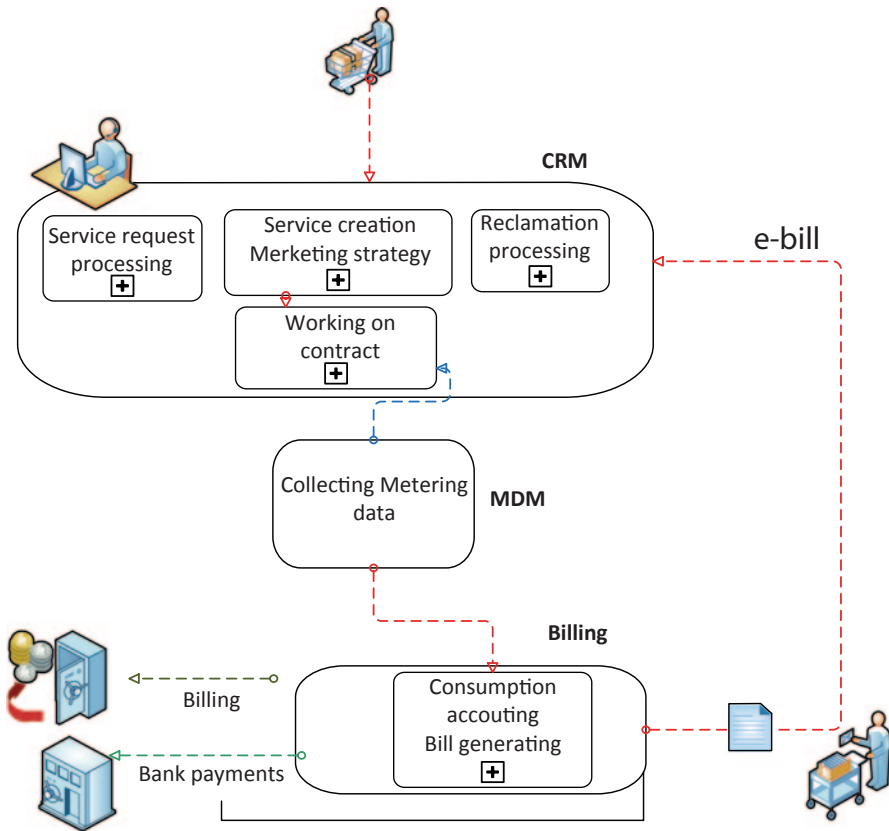 CRM
Service request
processing
Service creation
Merketing strategy
Reclamation
processing
e-bill
Working on
contract
Collecting Metering
data
MDM
Billing
Consumption
accouting
Bill generating
Billing
Bank payments